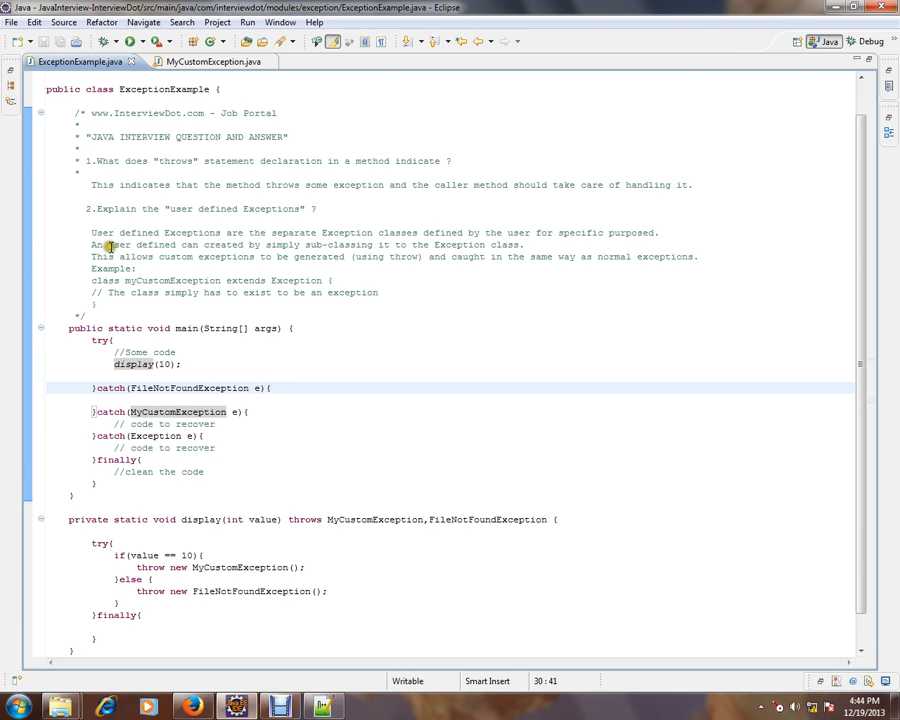 Java - JavaInterview-InterviewDot/src/main/java/com/interviewdot/modules/exception/ExceptionExample.java - Eclipse
File Edit Source Refactor Navigate Search Project Run Window Help
Java Debug
ExceptionExample.java MyCustomException.java
public class ExceptionExample {
/* www.InterviewDot.com - Job Portal
*
* "JAVA INTERVIEW QUESTION AND ANSWER"
*
* 1.What does "throws" statement declaration in a method indicate ?
*
This indicates that the method throws some exception and the caller method should take care of handling it.
2.Explain the "user defined Exceptions" ?
User defined Exceptions are the separate Exception classes defined by the user for specific purposed.
An user defined can created by simply sub-classing it to the Exception class.
This allows custom exceptions to be generated (using throw) and caught in the same way as normal exceptions.
Example:
class myCustomException extends Exception {
// The class simply has to exist to be an exception
}
*/
public static void main(String[] args) {
try{
//Some code
display(10);
}catch(FileNotFoundException e){
}catch(MyCustomException e){
// code to recover
}catch(Exception e){
// code to recover
}finally{
//clean the code
}
}
private static void display(int value) throws MyCustomException,FileNotFoundException {
try{
if(value == 10){
throw new MyCustomException();
}else {
throw new FileNotFoundException();
}
}finally{
}
}
Writable Smart Insert 30 : 41
4:44 PM
12/19/2013